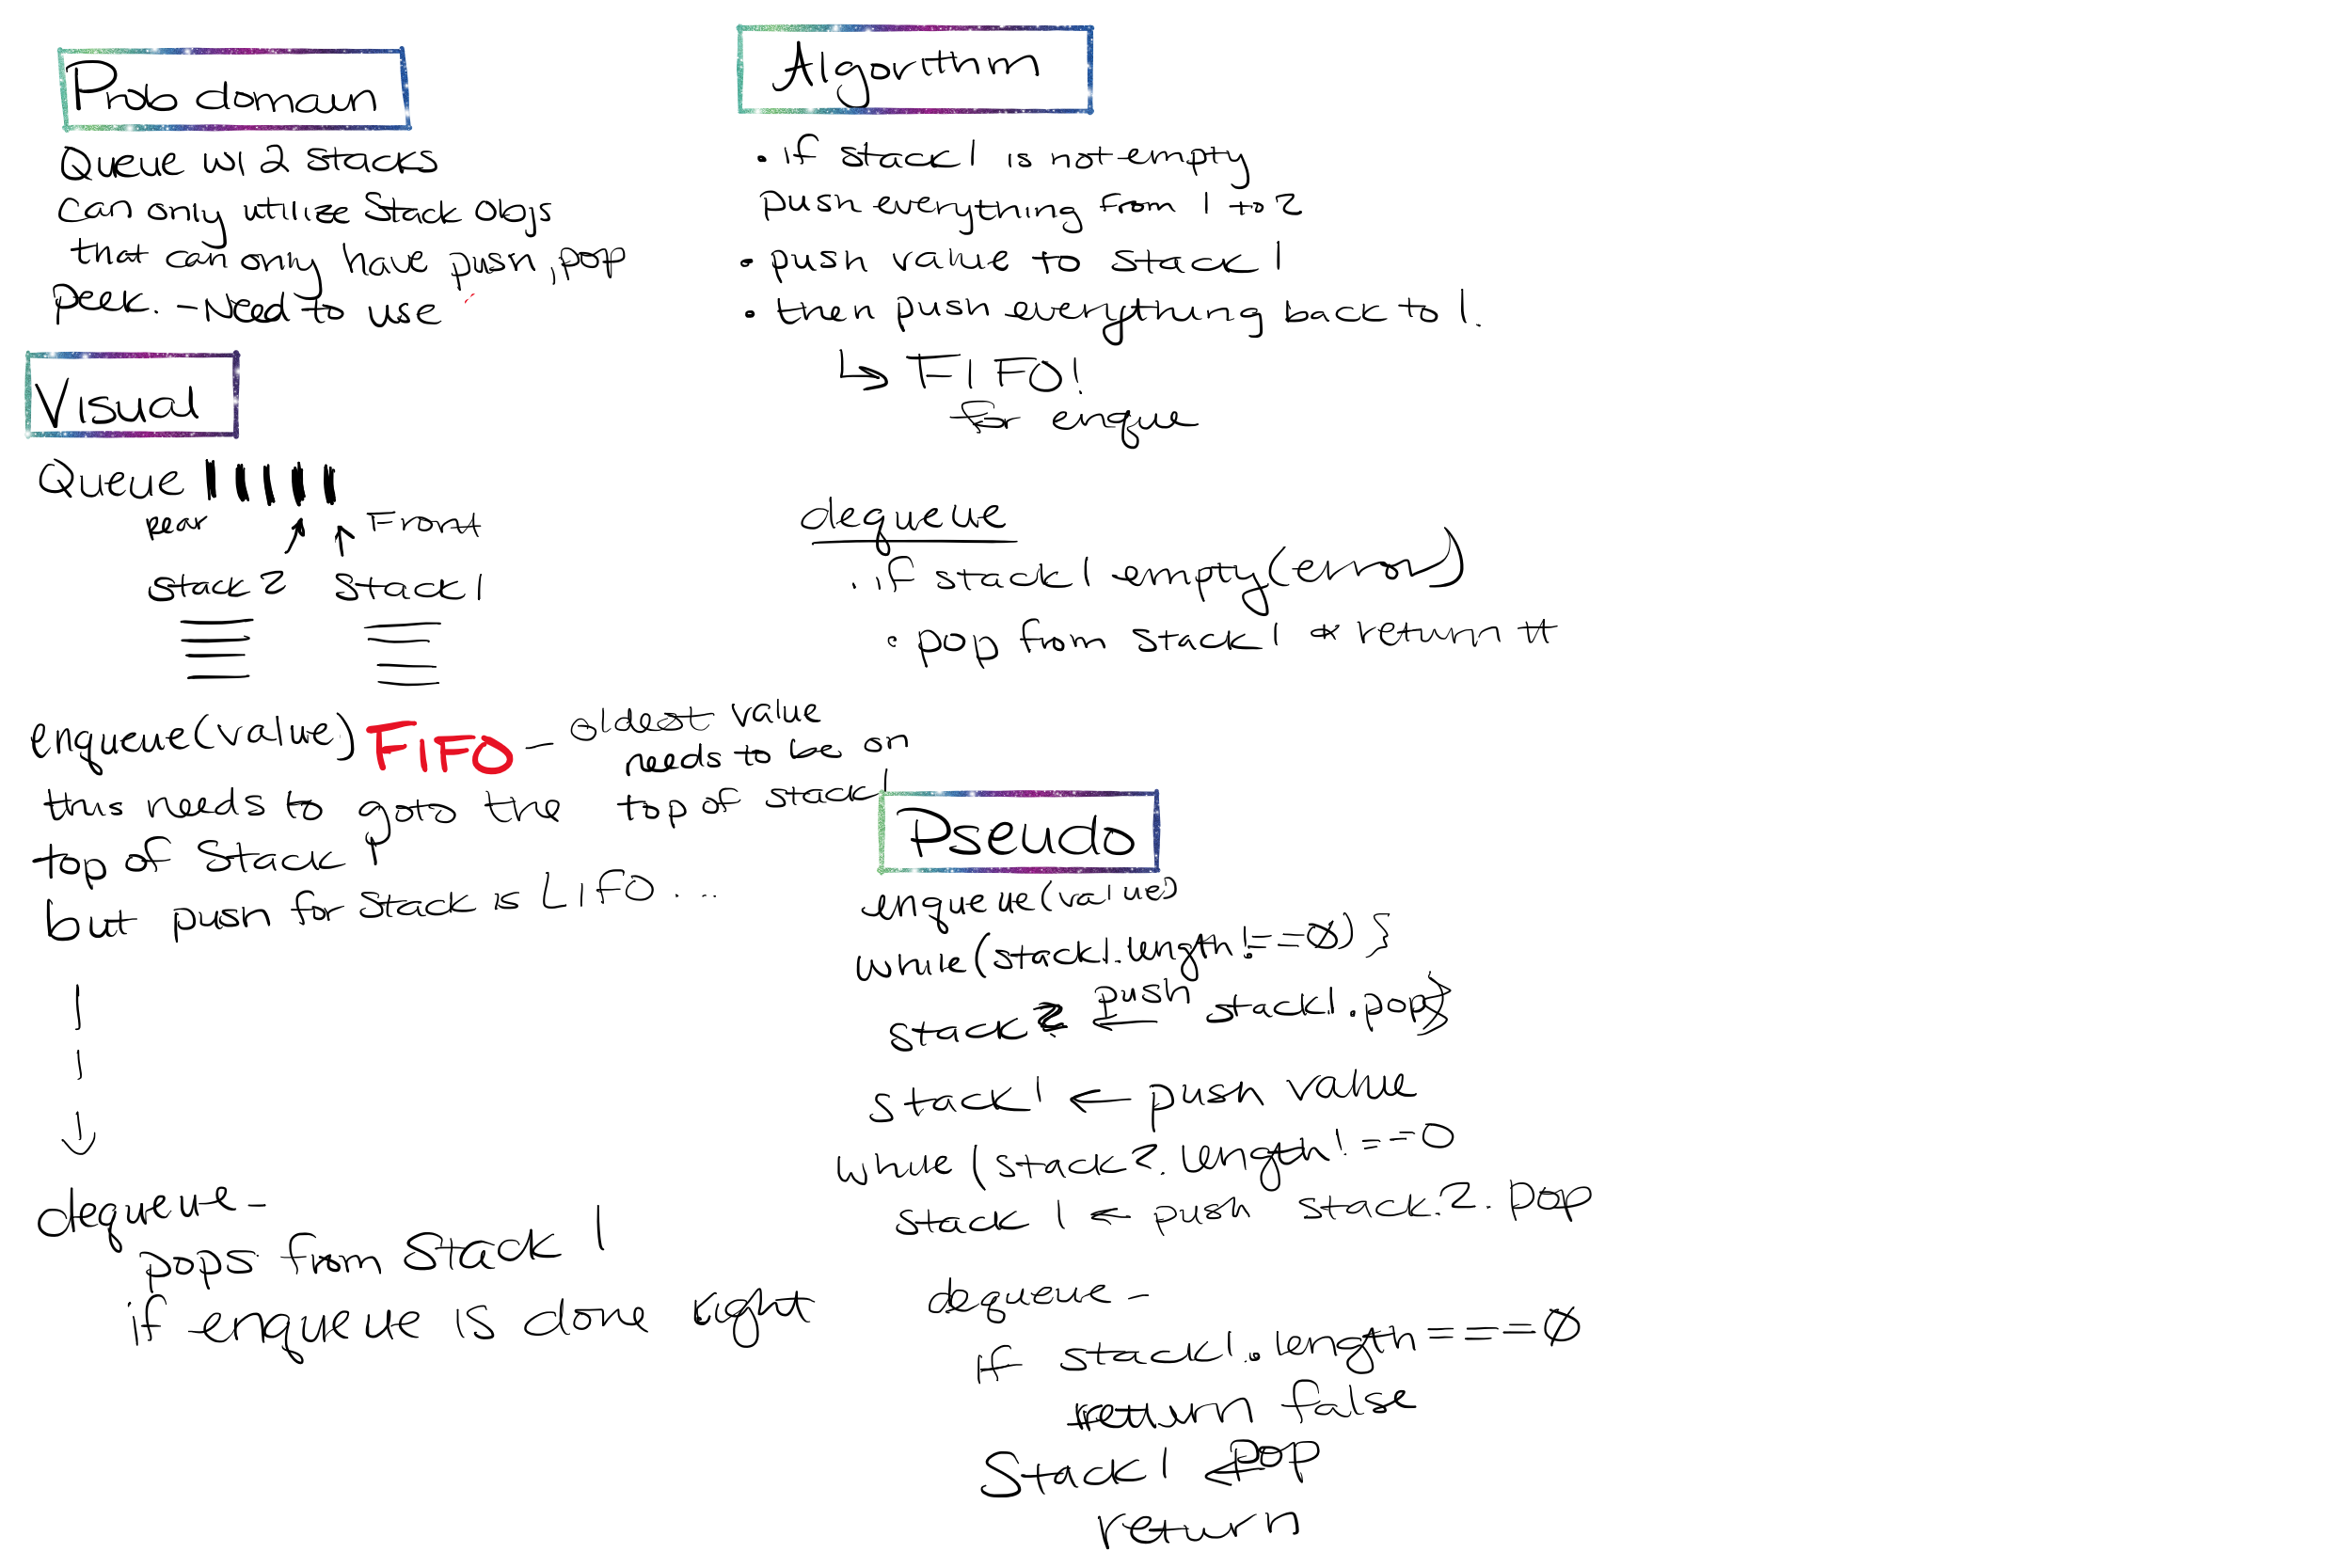 Prob domain
Queue w/ 2 stacks
can only utilize Stack Objs
that can only have push, pop
peek. - Need to use
Visual
Queue
rear
Front
stack 2 Stack 1
enqueue(value) FIFO - oldest value
needs to be on
top of stack 1
this needs to goto the
top of Stack 1
but push for Stack is LIFO ...
dequeue -
pops from Stack 1
if enqueue is done right
Algorithm
• if stack 1 is not empty
push everything from 1 to 2
• push value to stack 1
• then push everything back to 1.
↳ FIFO!
for enque
dequeue
. if stack 1 empty (error)
• pop from stack 1 * return it
Pseudo
enqueue(value)
while(stack1.length!==0) }
stack 2 ← push stack1.pop}
stack 1 ← push value
while (stack2.length!==0
stack 1 ← push stack.2.pop
dequeue -
if stack1.length===0
return false
Stack 1 ← pop
return